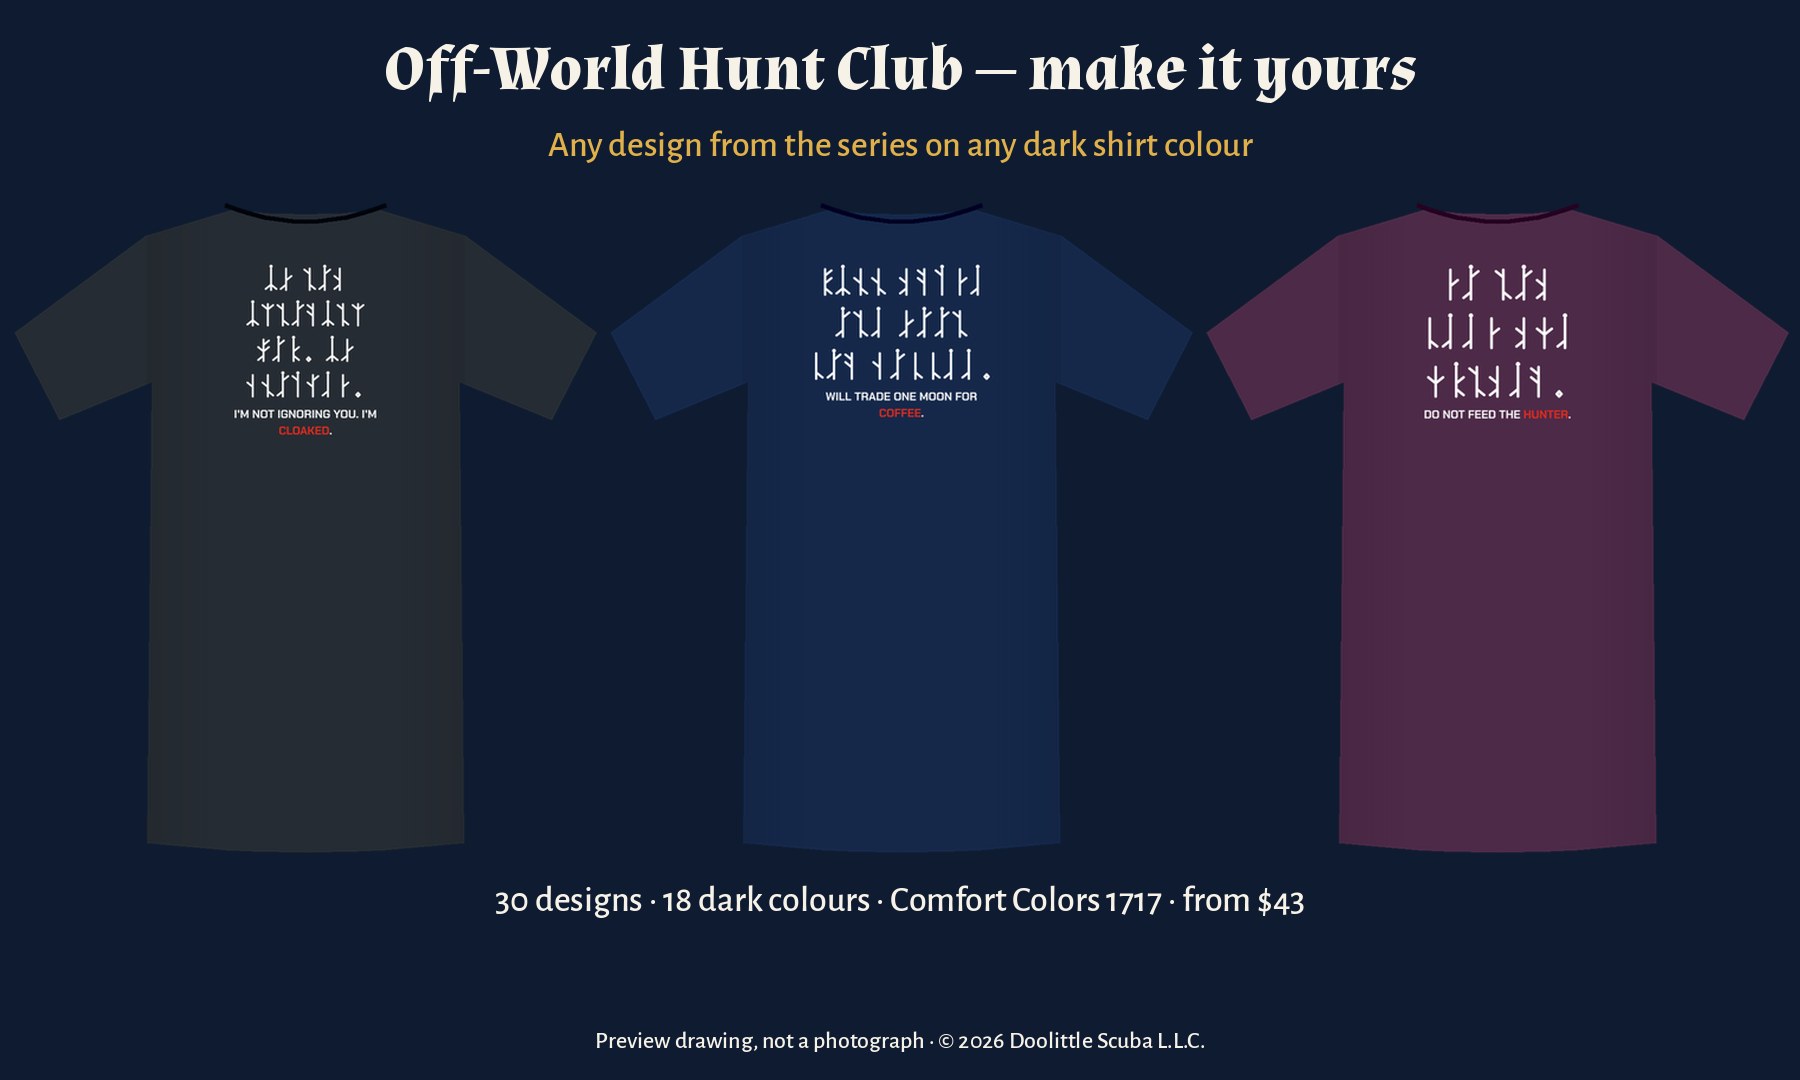 Off-World Hunt Club — make it yours
Any design from the series on any dark shirt colour
I'M NOT IGNORING YOU. I'M
CLOAKED.
WILL TRADE ONE MOON FOR
COFFEE.
DO NOT FEED THE HUNTER.
30 designs · 18 dark colours · Comfort Colors 1717 · from $43
Preview drawing, not a photograph · © 2026 Doolittle Scuba L.L.C.